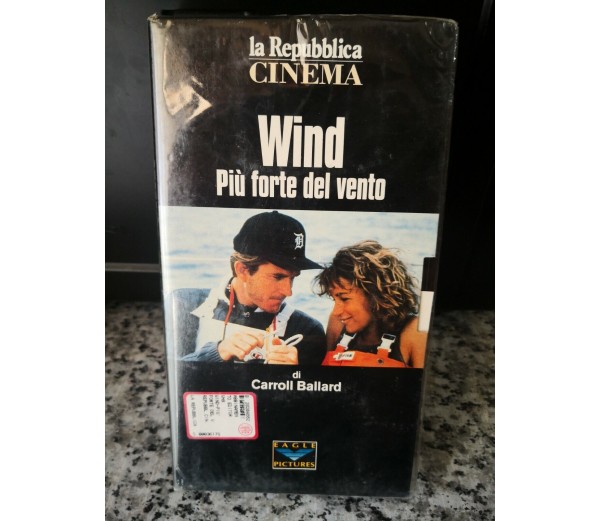 la Repubblica
CINEMA
Wind
Più forte del vento
D
di
Carroll Ballard
EAGLE
PICTURES